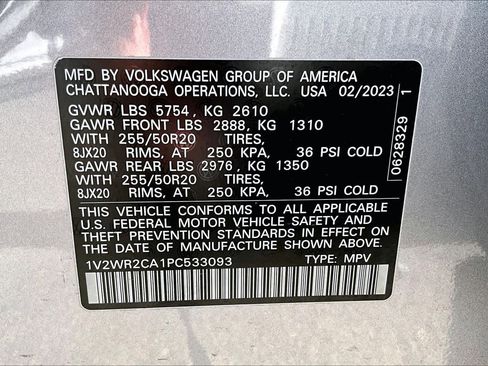 MFD BY VOLKSWAGEN GROUP OF AMERICA
CHATTANOOGA OPERATIONS, LLC. USA 02/2023
GVWR LBS 5754, KG 2610
GAWR FRONT LBS 2888, KG 1310
WITH 255/50R20 TIRES,
8JX20 RIMS, AT 250 KPA, 36 PSI COLD
GAWR REAR LBS 2976, KG 1350
WITH 255/50R20 TIRES,
8JX20 RIMS, AT 250 KPA, 36 PSI COLD
THIS VEHICLE CONFORMS TO ALL APPLICABLE
U.S. FEDERAL MOTOR VEHICLE SAFETY AND
THEFT PREVENTION STANDARDS IN EFFECT ON
THE DATE OF MANUFACTURE SHOWN ABOVE.
1V2WR2CA1PC533093 TYPE: MPV
0628329 1